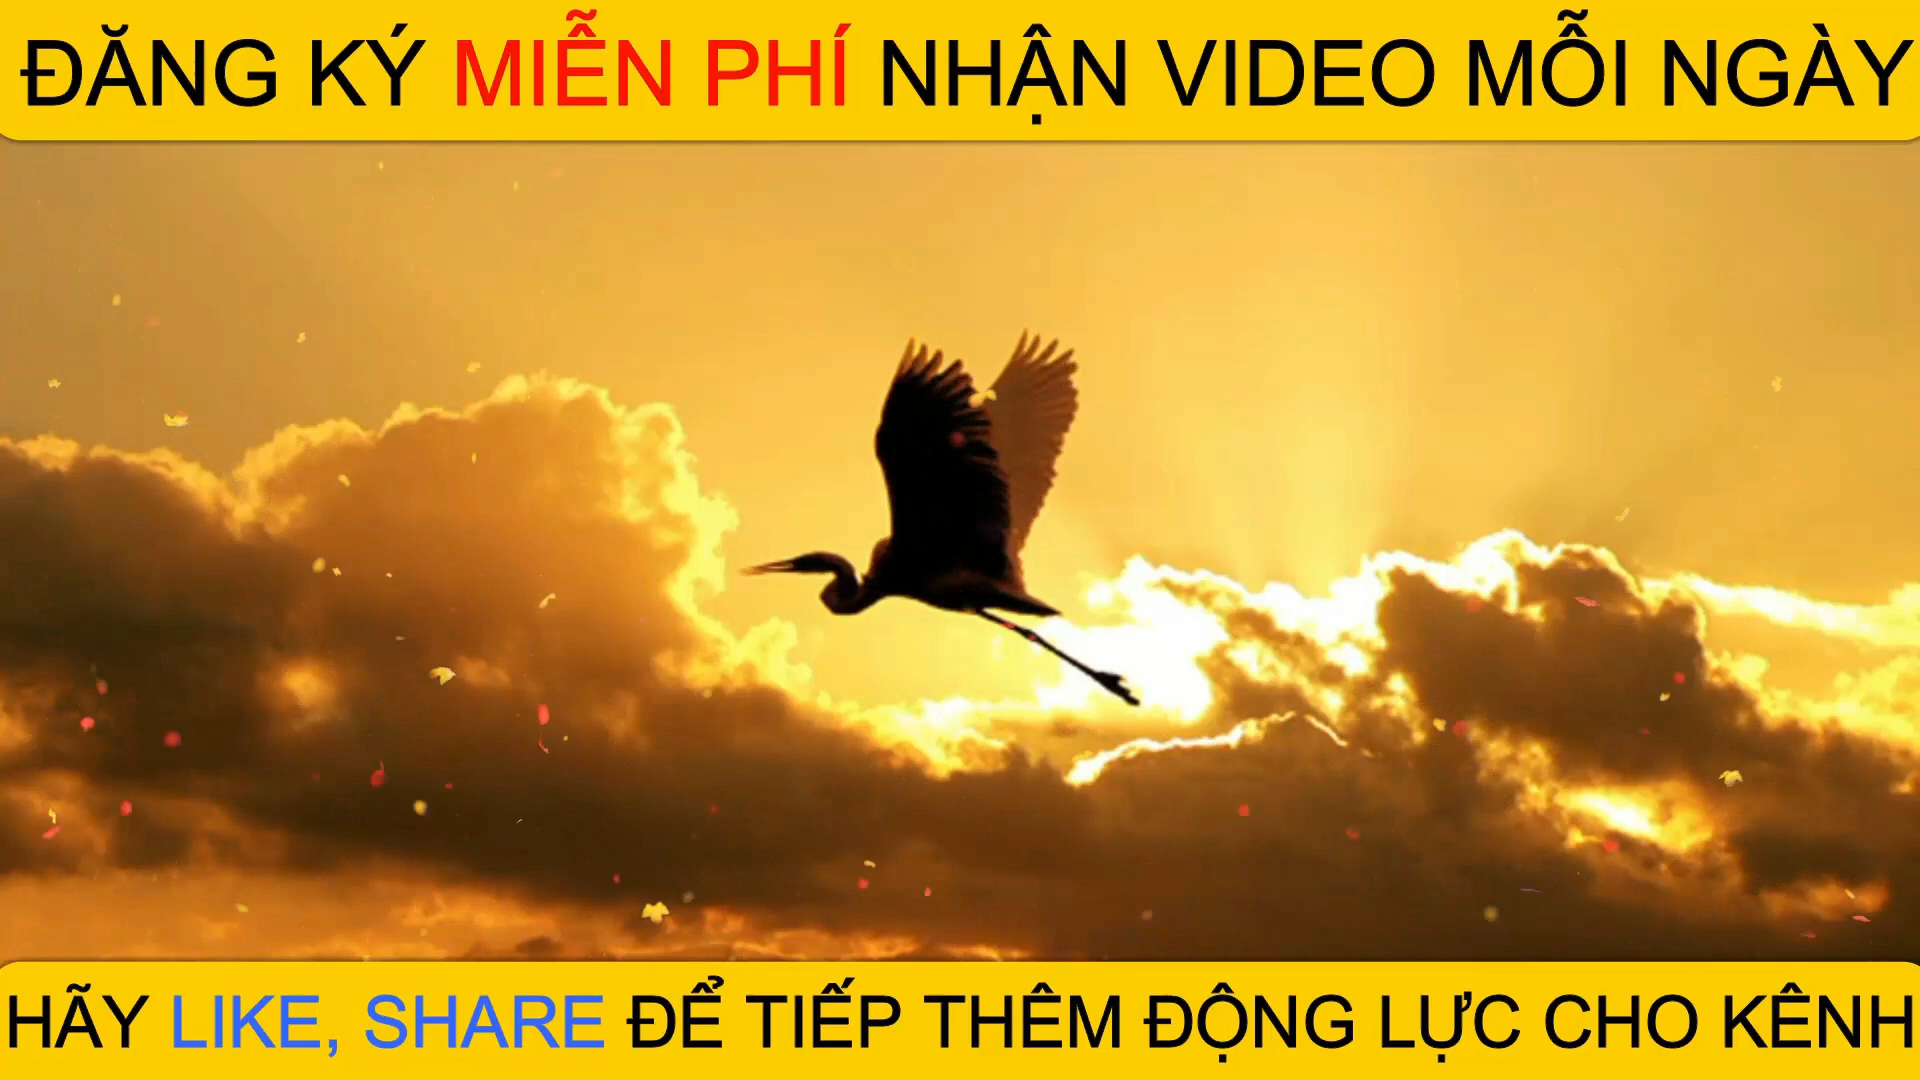 ĐĂNG KÝ MIỄN PHÍ NHẬN VIDEO MỖI NGÀY
HÃY LIKE, SHARE ĐỂ TIẾP THÊM ĐỘNG LỰC CHO KÊNH